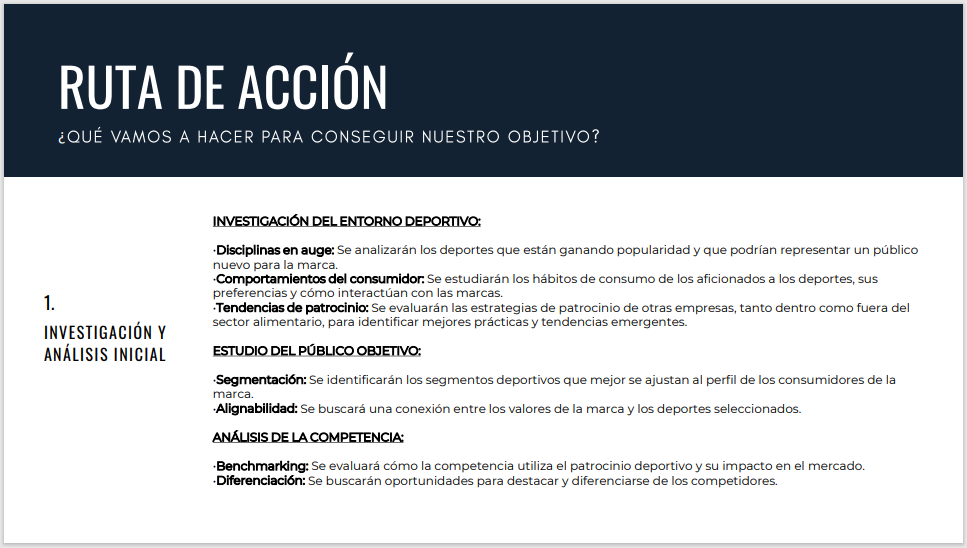 RUTA DE ACCIÓN
¿QUÉ VAMOS A HACER PARA CONSEGUIR NUESTRO OBJETIVO?
1.
INVESTIGACIÓN Y
ANÁLISIS INICIAL
INVESTIGACIÓN DEL ENTORNO DEPORTIVO:
·Disciplinas en auge: Se analizarán los deportes que están ganando popularidad y que podrían representar un público
nuevo para la marca.
·Comportamientos del consumidor: Se estudiarán los hábitos de consumo de los aficionados a los deportes, sus
preferencias y cómo interactúan con las marcas.
·Tendencias de patrocinio: Se evaluarán las estrategias de patrocinio de otras empresas, tanto dentro como fuera del
sector alimentario, para identificar mejores prácticas y tendencias emergentes.
ESTUDIO DEL PÚBLICO OBJETIVO:
·Segmentación: Se identificarán los segmentos deportivos que mejor se ajustan al perfil de los consumidores de la
marca.
·Alignabilidad: Se buscará una conexión entre los valores de la marca y los deportes seleccionados.
ANÁLISIS DE LA COMPETENCIA:
·Benchmarking: Se evaluará cómo la competencia utiliza el patrocinio deportivo y su impacto en el mercado.
·Diferenciación: Se buscarán oportunidades para destacar y diferenciarse de los competidores.